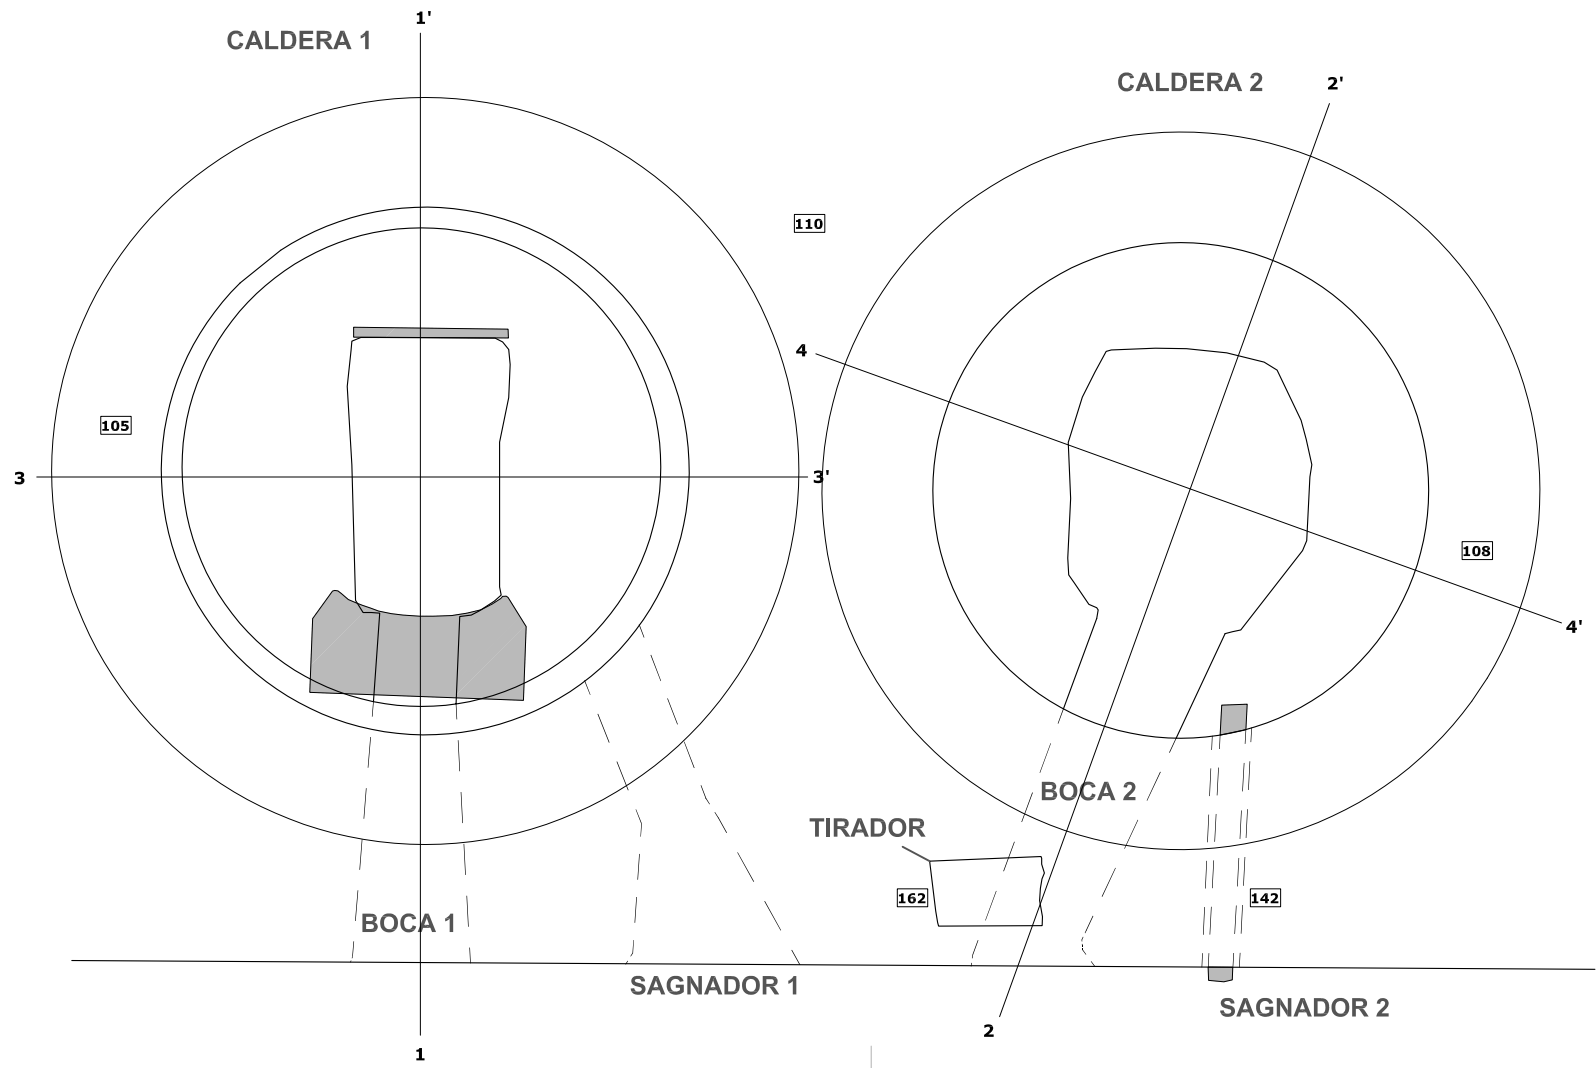 1'
CALDERA 1
CALDERA 2
2'
110
4
105
3
3'
108
4'
BOCA 2
TIRADOR
162
142
BOCA 1
SAGNADOR 1
SAGNADOR 2
2
1